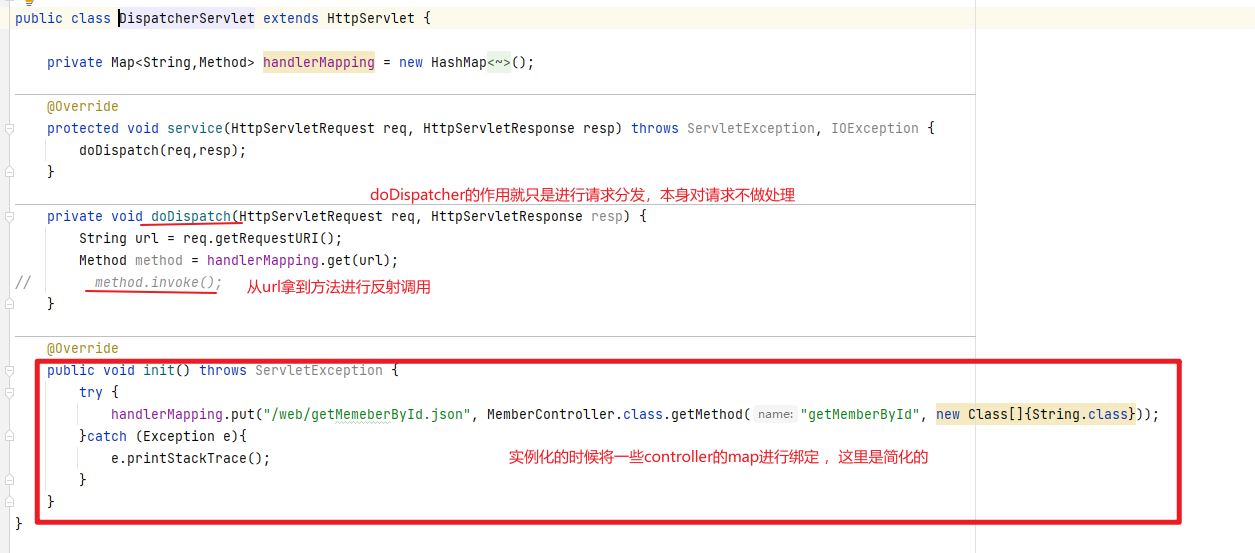 public class DispatcherServlet extends HttpServlet {
private Map<String,Method> handlerMapping = new HashMap<~>();
@Override
protected void service(HttpServletRequest req, HttpServletResponse resp) throws ServletException, IOException {
doDispatch(req,resp);
}
doDispatcher的作用就只是进行请求分发，本身对请求不做处理
private void doDispatch(HttpServletRequest req, HttpServletResponse resp) {
String url = req.getRequestURI();
Method method = handlerMapping.get(url);
// method.invoke(); 从url拿到方法进行反射调用
}
@Override
public void init() throws ServletException {
try {
handlerMapping.put("/web/getMemeberById.json", MemberController.class.getMethod( name: "getMemberById", new Class[]{String.class}));
}catch (Exception e){
e.printStackTrace(); 实例化的时候将一些controller的map进行绑定 ，这里是简化的
}
}
}